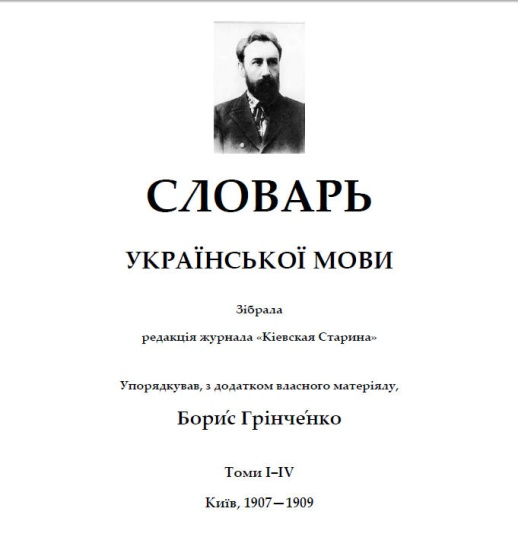 СЛОВАРЬ
УКРАЇНСЬКОЇ МОВИ
Зібрала
редакція журнала «Кіевская Старина»
Упорядкував, з додатком власного матеріялу,
Бори́с Грінче́нко
Томи I–IV
Київ, 1907—1909